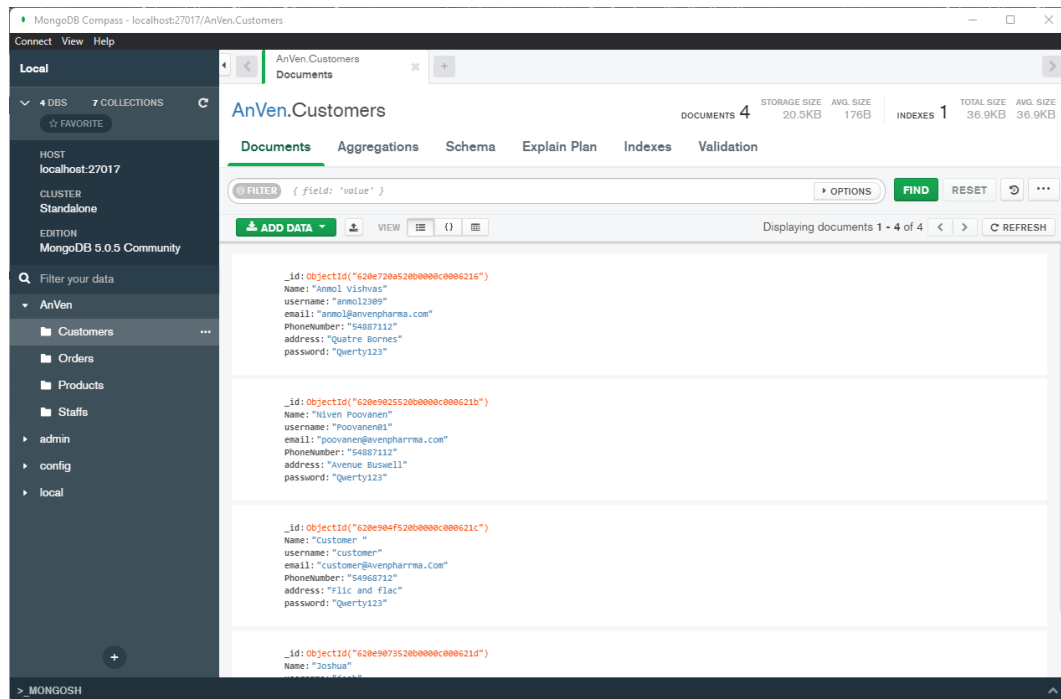 MongoDB Compass - localhost:27017/AnVen.Customers
Connect View Help
Local
4 DBS 7 COLLECTIONS
☆ FAVORITE
HOST
localhost:27017
CLUSTER
Standalone
EDITION
MongoDB 5.0.5 Community
Filter your data
AnVen
Customers
Orders
Products
Staffs
admin
config
local
>_MONGOSH
AnVen.Customers
Documents
AnVen.Customers
DOCUMENTS 4 STORAGE SIZE 20.5KB AVG. SIZE 176B INDEXES 1 TOTAL SIZE 36.9KB AVG. SIZE 36.9KB
Documents Aggregations Schema Explain Plan Indexes Validation
FILTER { field: 'value' } OPTIONS FIND RESET ...
ADD DATA VIEW {} Displaying documents 1 - 4 of 4 < > REFRESH
_id: ObjectId("620e720a520b0000c0006216")
Name: "Anmol Vishvas"
username: "anmol2309"
email: "anmol@anvenpharma.com"
PhoneNumber: "54887112"
address: "Quatre Bornes"
password: "Qwerty123"
_id: ObjectId("620e9025520b0000c000621b")
Name: "Niven Poovanen"
username: "Poovanen01"
email: "poovanen@avenpharrma.com"
PhoneNumber: "54887112"
address: "Avenue Buswell"
password: "Qwerty123"
_id: ObjectId("620e904f520b0000c000621c")
Name: "Customer "
username: "customer"
email: "customer@Avenpharrma.Com"
PhoneNumber: "54968712"
address: "Flic and flac"
password: "Qwerty123"
_id: ObjectId("620e9073520b0000c000621d")
Name: "Joshua"